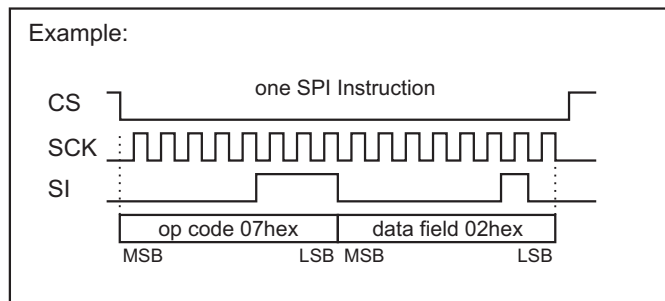 Example:
one SPI Instruction
CS
SCK
SI
op code 07hex data field 02hex
MSB LSB MSB LSB